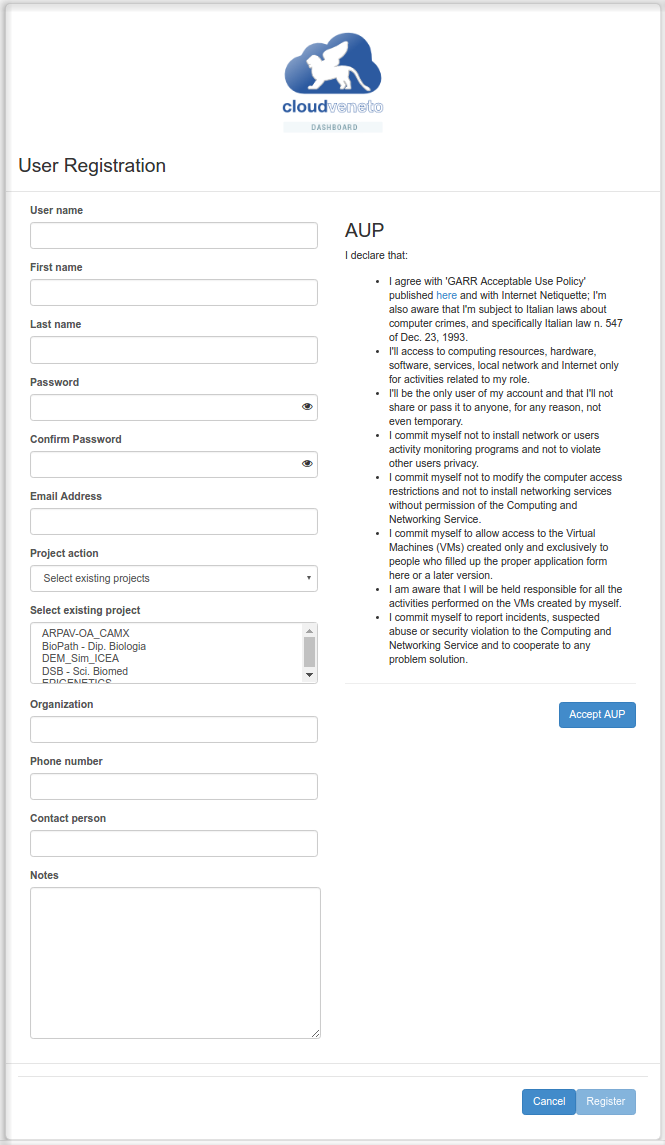 cloudveneto
DASHBOARD
User Registration
User name
First name
Last name
Password
Confirm Password
Email Address
Project action
Select existing projects
Select existing project
ARPAV-OA_CAMX
BioPath - Dip. Biologia
DEM_Sim_ICEA
DSB - Sci. Biomed
EPIGENETICS
Organization
Phone number
Contact person
Notes
AUP
I declare that:
I agree with 'GARR Acceptable Use Policy'
published here and with Internet Netiquette; I'm
also aware that I'm subject to Italian laws about
computer crimes, and specifically Italian law n. 547
of Dec. 23, 1993.
I'll access to computing resources, hardware,
software, services, local network and Internet only
for activities related to my role.
I'll be the only user of my account and that I'll not
share or pass it to anyone, for any reason, not
even temporary.
I commit myself not to install network or users
activity monitoring programs and not to violate
other users privacy.
I commit myself not to modify the computer access
restrictions and not to install networking services
without permission of the Computing and
Networking Service.
I commit myself to allow access to the Virtual
Machines (VMs) created only and exclusively to
people who filled up the proper application form
here or a later version.
I am aware that I will be held responsible for all the
activities performed on the VMs created by myself.
I commit myself to report incidents, suspected
abuse or security violation to the Computing and
Networking Service and to cooperate to any
problem solution.
Accept AUP
Cancel
Register